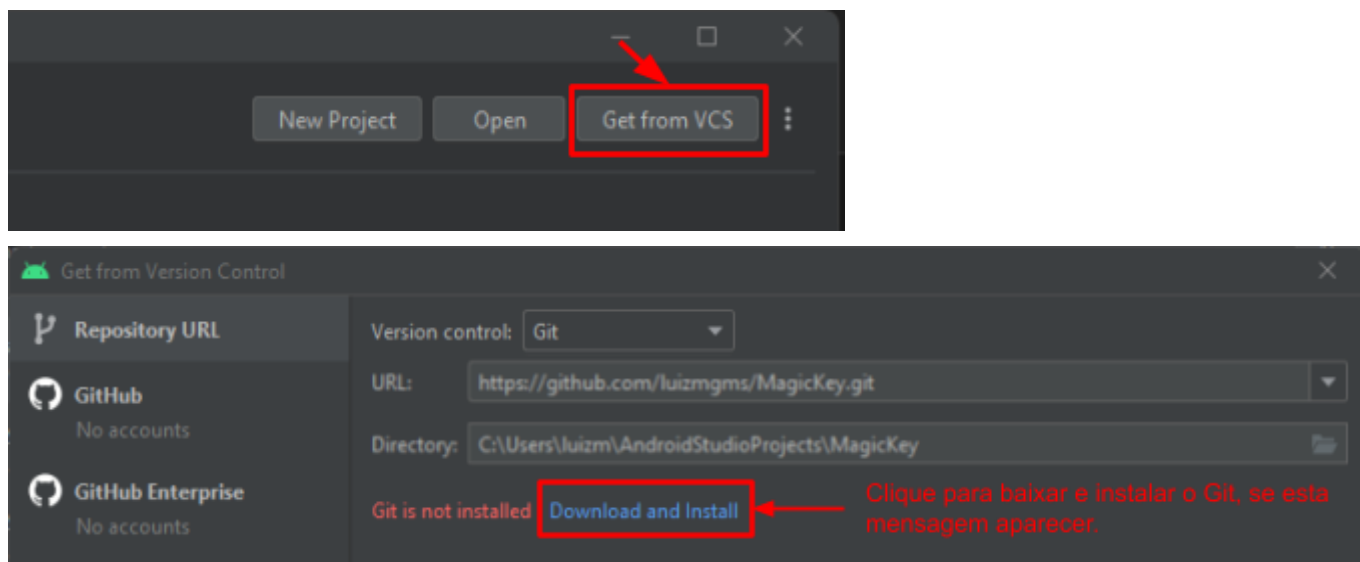 New Project Open Get from VCS
Get from Version Control
Repository URL
Version control: Git
URL: https://github.com/luizmgms/MagicKey.git
GitHub
No accounts
Directory: C:\Users\luizm\AndroidStudioProjects\MagicKey
GitHub Enterprise
No accounts
Git is not installed Download and Install
Clique para baixar e instalar o Git, se esta
mensagem aparecer.